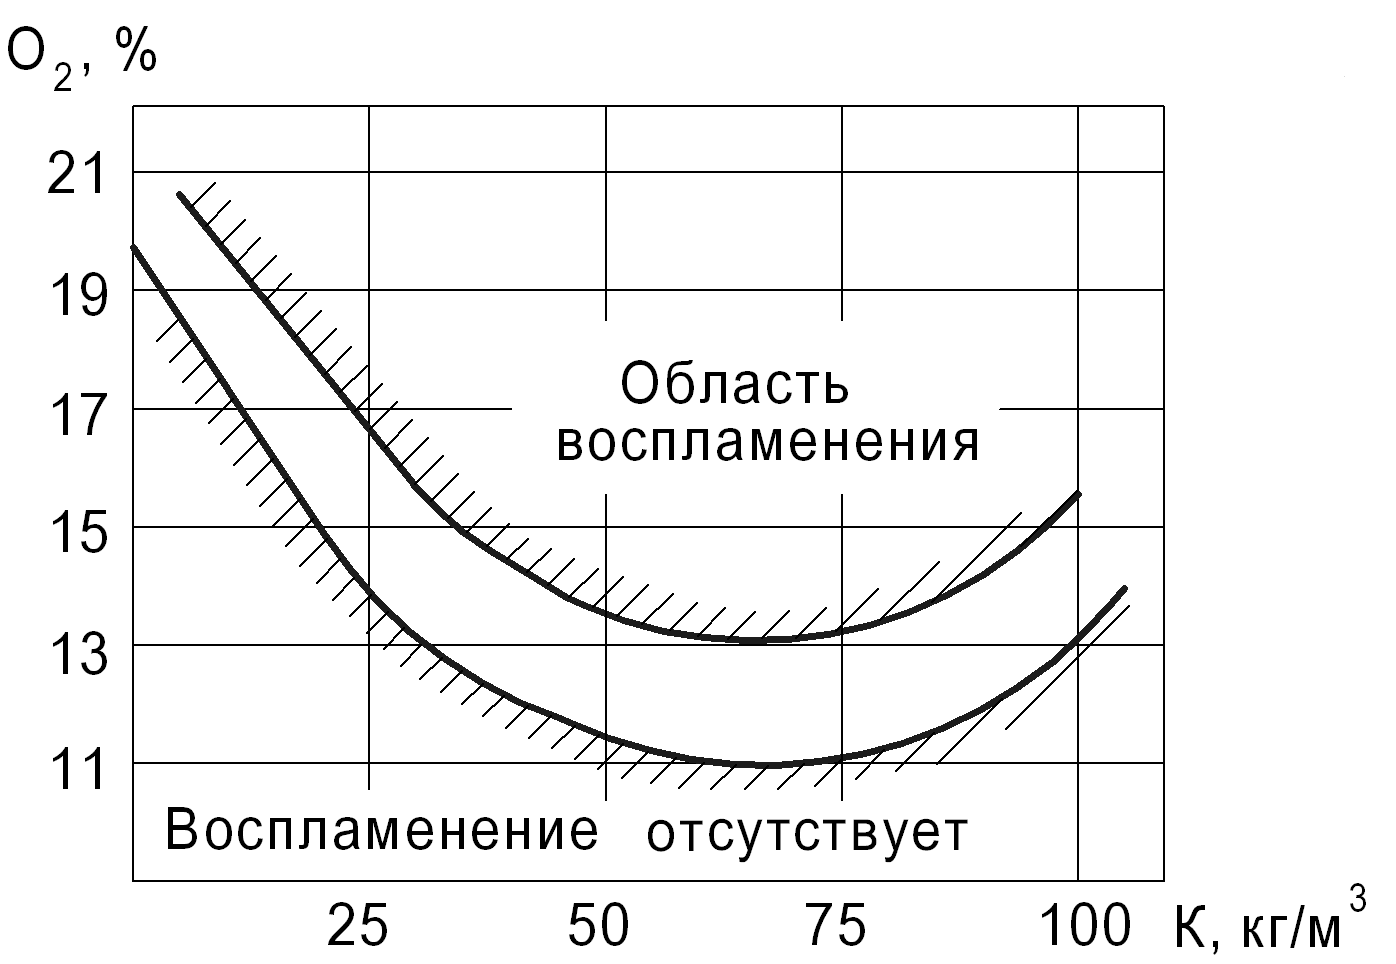 O₂, %
21
19
17
15
13
11
Область
воспламенения
Воспламенение отсутствует
25 50 75 100 К, кг/м³